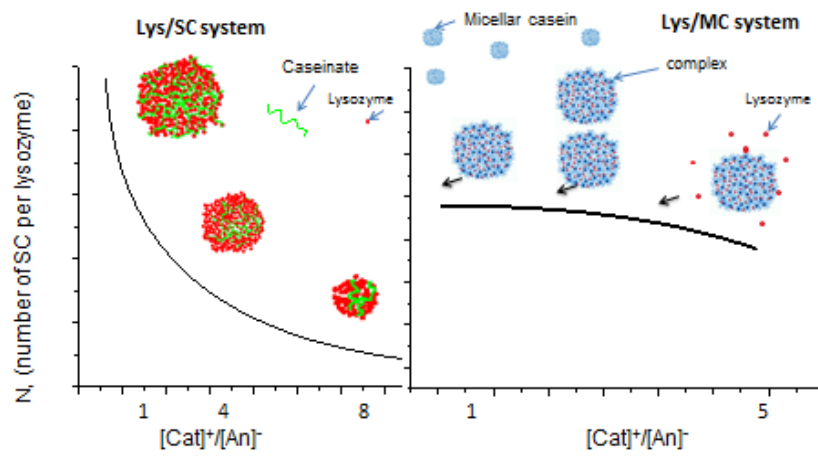 Lys/SC system
Caseinate
Lysozyme
N, (number of SC per lysozyme)
1 4 8
[Cat]⁺/[An]⁻
Micellar casein
Lys/MC system
complex
Lysozyme
1 5
[Cat]⁺/[An]⁻